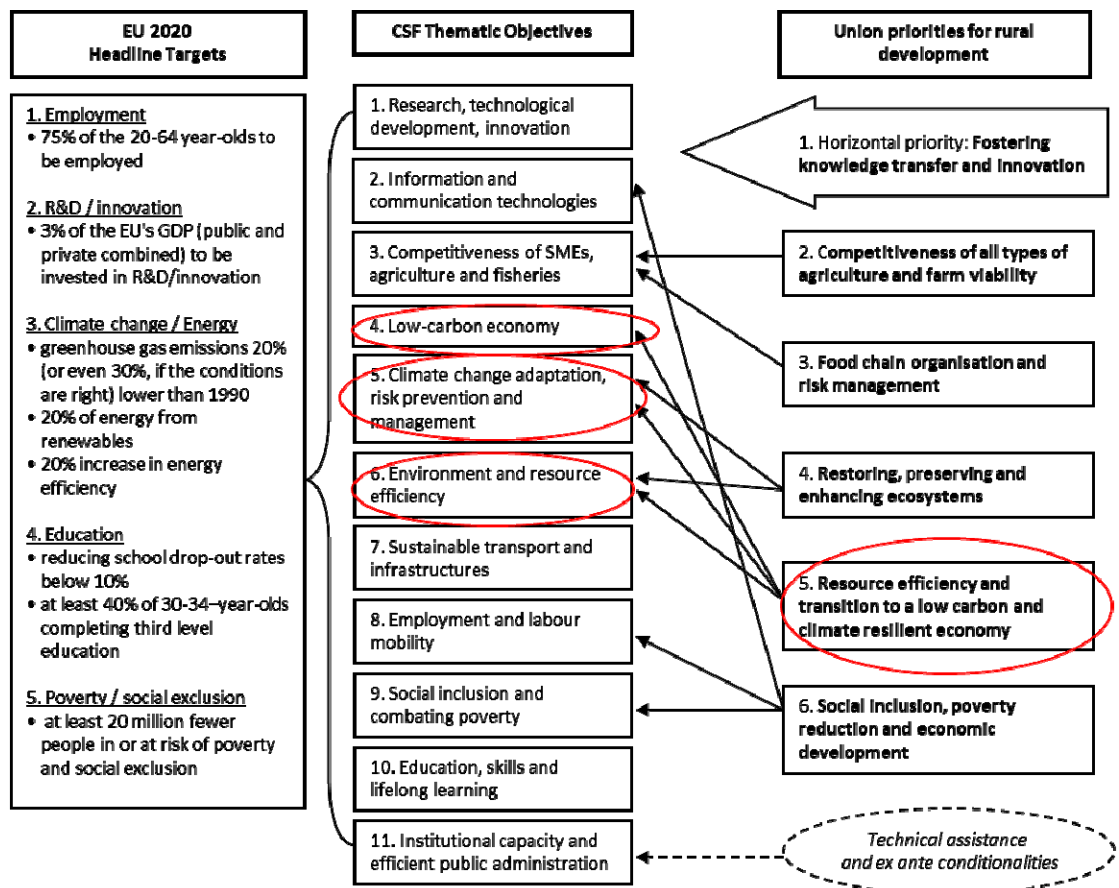 EU 2020
Headline Targets
1. Employment
• 75% of the 20-64 year-olds to
be employed
2. R&D / innovation
• 3% of the EU's GDP (public and
private combined) to be
invested in R&D/innovation
3. Climate change / Energy
• greenhouse gas emissions 20%
(or even 30%, if the conditions
are right) lower than 1990
• 20% of energy from
renewables
• 20% increase in energy
efficiency
4. Education
• reducing school drop-out rates
below 10%
• at least 40% of 30-34–year-olds
completing third level
education
5. Poverty / social exclusion
• at least 20 million fewer
people in or at risk of poverty
and social exclusion
CSF Thematic Objectives
1. Research, technological
development, innovation
2. Information and
communication technologies
3. Competitiveness of SMEs,
agriculture and fisheries
4. Low-carbon economy
5. Climate change adaptation,
risk prevention and
management
6. Environment and resource
efficiency
7. Sustainable transport and
infrastructures
8. Employment and labour
mobility
9. Social inclusion and
combating poverty
10. Education, skills and
lifelong learning
11. Institutional capacity and
efficient public administration
Union priorities for rural
development
1. Horizontal priority: Fostering
knowledge transfer and Innovation
2. Competitiveness of all types of
agriculture and farm viability
3. Food chain organisation and
risk management
4. Restoring, preserving and
enhancing ecosystems
5. Resource efficiency and
transition to a low carbon and
climate resilient economy
6. Social inclusion, poverty
reduction and economic
development
Technical assistance
and ex ante conditionalities